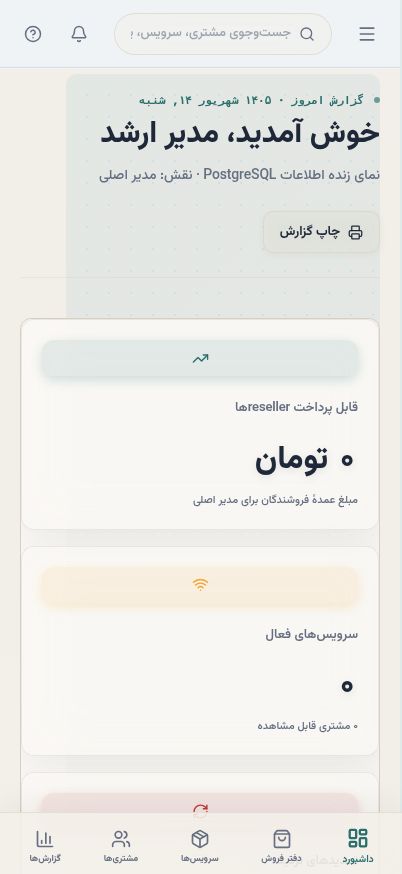 جست‌وجوی مشتری، سرویس، ی
گزارش امروز · ۱۴۰۵ شهریور ۱۴, شنبه
خوش آمدید، مدیر ارشد
نمای زنده اطلاعات PostgreSQL · نقش: مدیر اصلی
چاپ گزارش
قابل پرداخت resellerها
۰ تومان
مبلغ عمدهٔ فروشندگان برای مدیر اصلی
سرویس‌های فعال
۰
۰ مشتری قابل مشاهده
داشبورد
دفتر فروش
سرویس‌ها
مشتری‌ها
گزارش‌ها